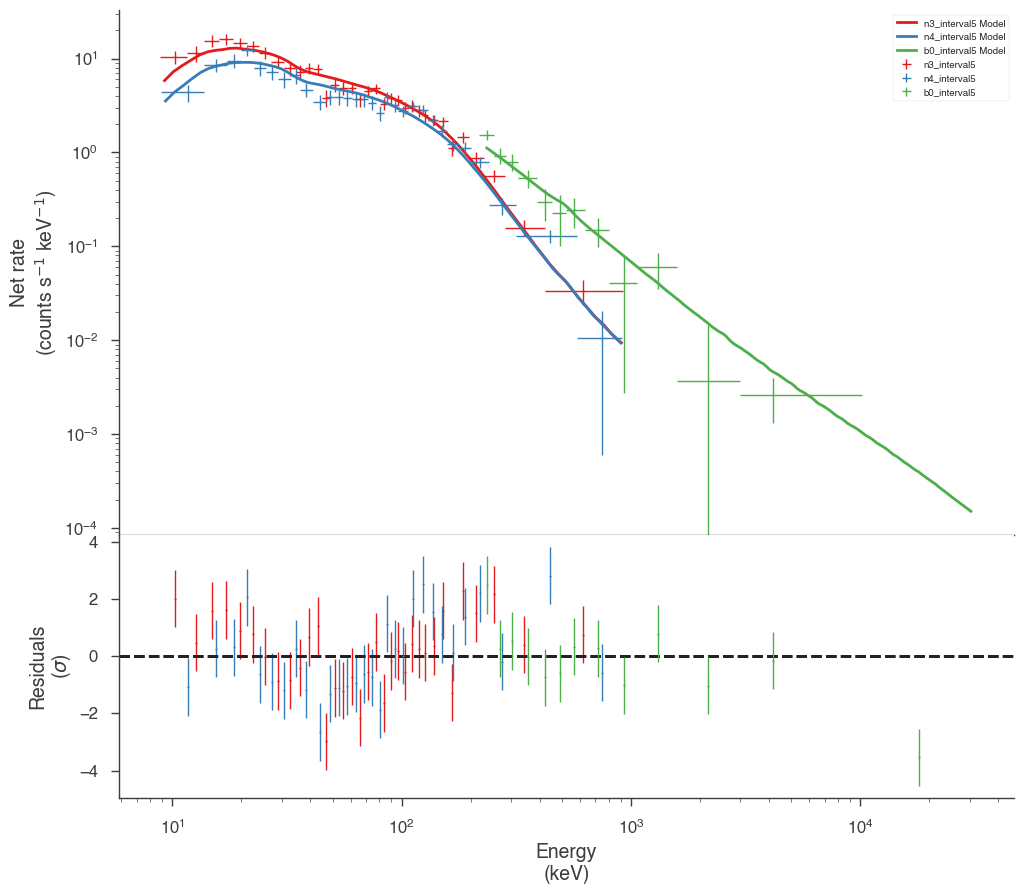 n3_interval5 Model
n4_interval5 Model
b0_interval5 Model
n3_interval5
n4_interval5
b0_interval5
Net rate
(counts s⁻¹ keV⁻¹)
10¹
10⁰
10⁻¹
10⁻²
10⁻³
10⁻⁴
Residuals
(σ)
4
2
0
−2
−4
10¹ 10² 10³ 10⁴
Energy
(keV)